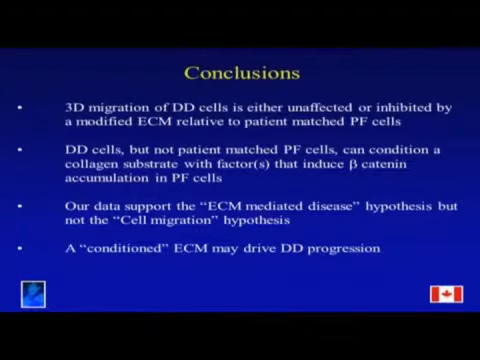 Conclusions
• 3D migration of DD cells is either unaffected or inhibited by
a modified ECM relative to patient matched PF cells
• DD cells, but not patient matched PF cells, can condition a
collagen substrate with factor(s) that induce β catenin
accumulation in PF cells
• Our data support the “ECM mediated disease” hypothesis but
not the “Cell migration” hypothesis
• A “conditioned” ECM may drive DD progression